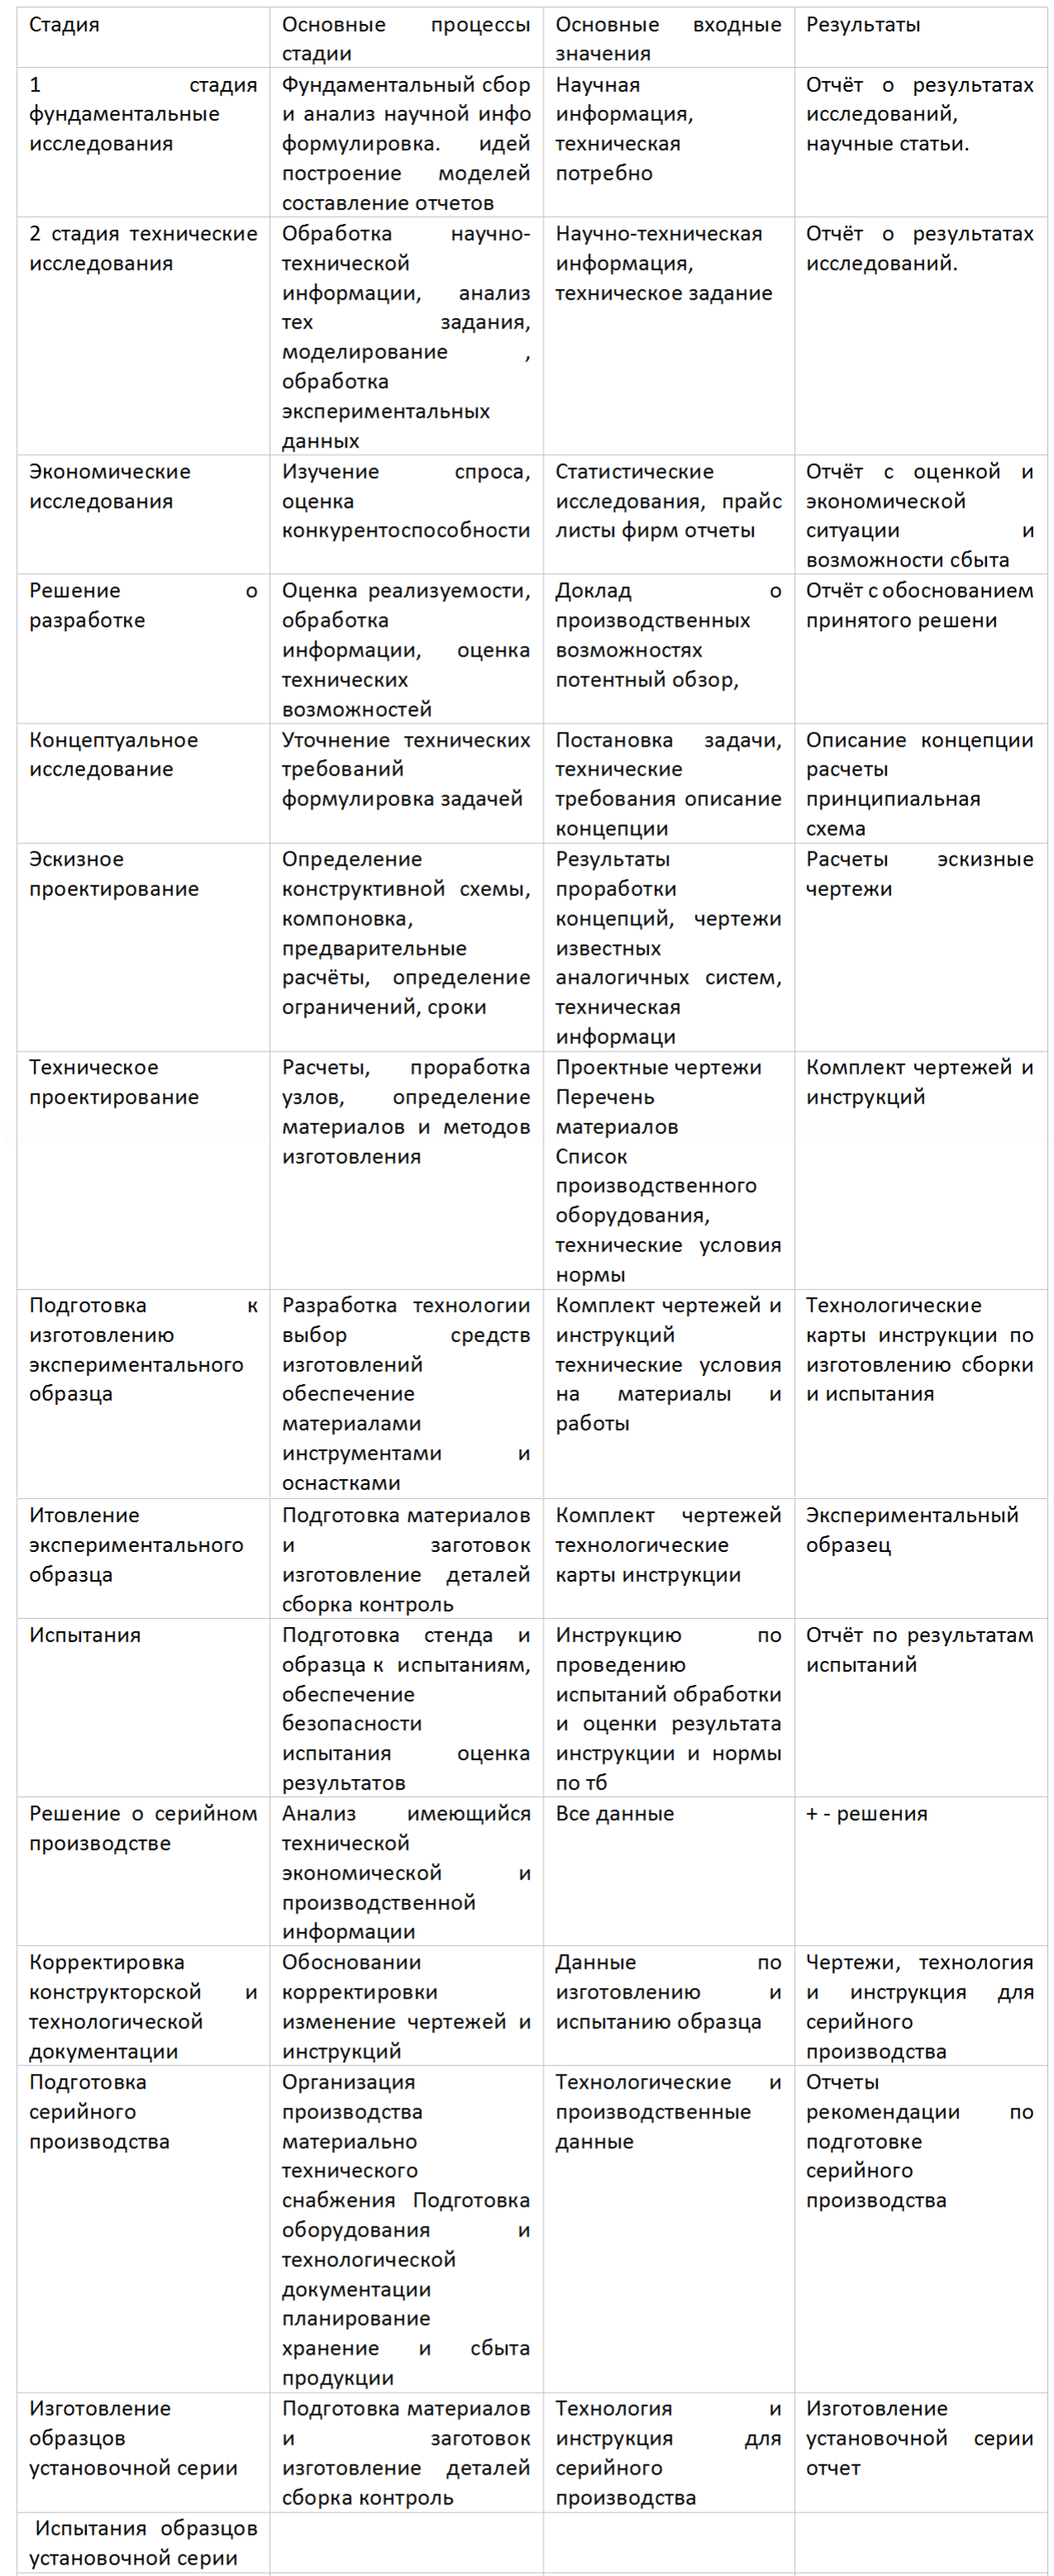 Стадия
Основные процессы
стадии
Основные входные
значения
Результаты
1 стадия
фундаментальные
исследования
Фундаментальный сбор
и анализ научной инфо
формулировка. идей
построение моделей
составление отчетов
Научная
информация,
техническая
потребно
Отчёт о результатах
исследований,
научные статьи.
2 стадия технические
исследования
Обработка научно-
технической
информации, анализ
тех задания,
моделирование ,
обработка
экспериментальных
данных
Научно-техническая
информация,
техническое задание
Отчёт о результатах
исследований.
Экономические
исследования
Изучение спроса,
оценка
конкурентоспособности
Статистические
исследования, прайс
листы фирм отчеты
Отчёт с оценкой и
экономической
ситуации и
возможности сбыта
Решение о
разработке
Оценка реализуемости,
обработка
информации, оценка
технических
возможностей
Доклад о
производственных
возможностях
потентный обзор,
Отчёт с обоснованием
принятого решени
Концептуальное
исследование
Уточнение технических
требований
формулировка задачей
Постановка задачи,
технические
требования описание
концепции
Описание концепции
расчеты
принципиальная
схема
Эскизное
проектирование
Определение
конструктивной схемы,
компоновка,
предварительные
расчёты, определение
ограничений, сроки
Результаты
проработки
концепций, чертежи
известных
аналогичных систем,
техническая
информаци
Расчеты эскизные
чертежи
Техническое
проектирование
Расчеты, проработка
узлов, определение
материалов и методов
изготовления
Проектные чертежи
Перечень
материалов
Список
производственного
оборудования,
технические условия
нормы
Комплект чертежей и
инструкций
Подготовка к
изготовлению
экспериментального
образца
Разработка технологии
выбор средств
изготовлений
обеспечение
материалами
инструментами и
оснастками
Комплект чертежей и
инструкций
технические условия
на материалы и
работы
Технологические
карты инструкции по
изготовлению сборки
и испытания
Итовление
экспериментального
образца
Подготовка материалов
и заготовок
изготовление деталей
сборка контроль
Комплект чертежей
технологические
карты инструкции
Экспериментальный
образец
Испытания
Подготовка стенда и
образца к испытаниям,
обеспечение
безопасности
испытания оценка
результатов
Инструкцию по
проведению
испытаний обработки
и оценки результата
инструкции и нормы
по тб
Отчёт по результатам
испытаний
Решение о серийном
производстве
Анализ имеющийся
технической
экономической и
производственной
информации
Все данные
+ - решения
Корректировка
конструкторской и
технологической
документации
Обосновании
корректировки
изменение чертежей и
инструкций
Данные по
изготовлению и
испытанию образца
Чертежи, технология
и инструкция для
серийного
производства
Подготовка
серийного
производства
Организация
производства
материально
технического
снабжения Подготовка
оборудования и
технологической
документации
планирование
хранение и сбыта
продукции
Технологические и
производственные
данные
Отчеты
рекомендации по
подготовке
серийного
производства
Изготовление
образцов
установочной серии
Подготовка материалов
и заготовок
изготовление деталей
сборка контроль
Технология и
инструкция для
серийного
производства
Изготовление
установочной серии
отчет
Испытания образцов
установочной серии